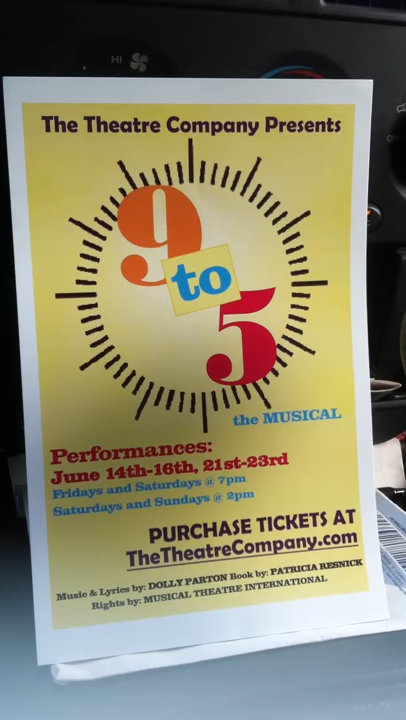 HI
The Theatre Company Presents
9
to
5
the MUSICAL
Performances:
June 14th-16th, 21st-23rd
Fridays and Saturdays @ 7pm
Saturdays and Sundays @ 2pm
PURCHASE TICKETS AT
TheTheatreCompany.com
Music & Lyrics by: DOLLY PARTON Book by: PATRICIA RESNICK
Rights by: MUSICAL THEATRE INTERNATIONAL